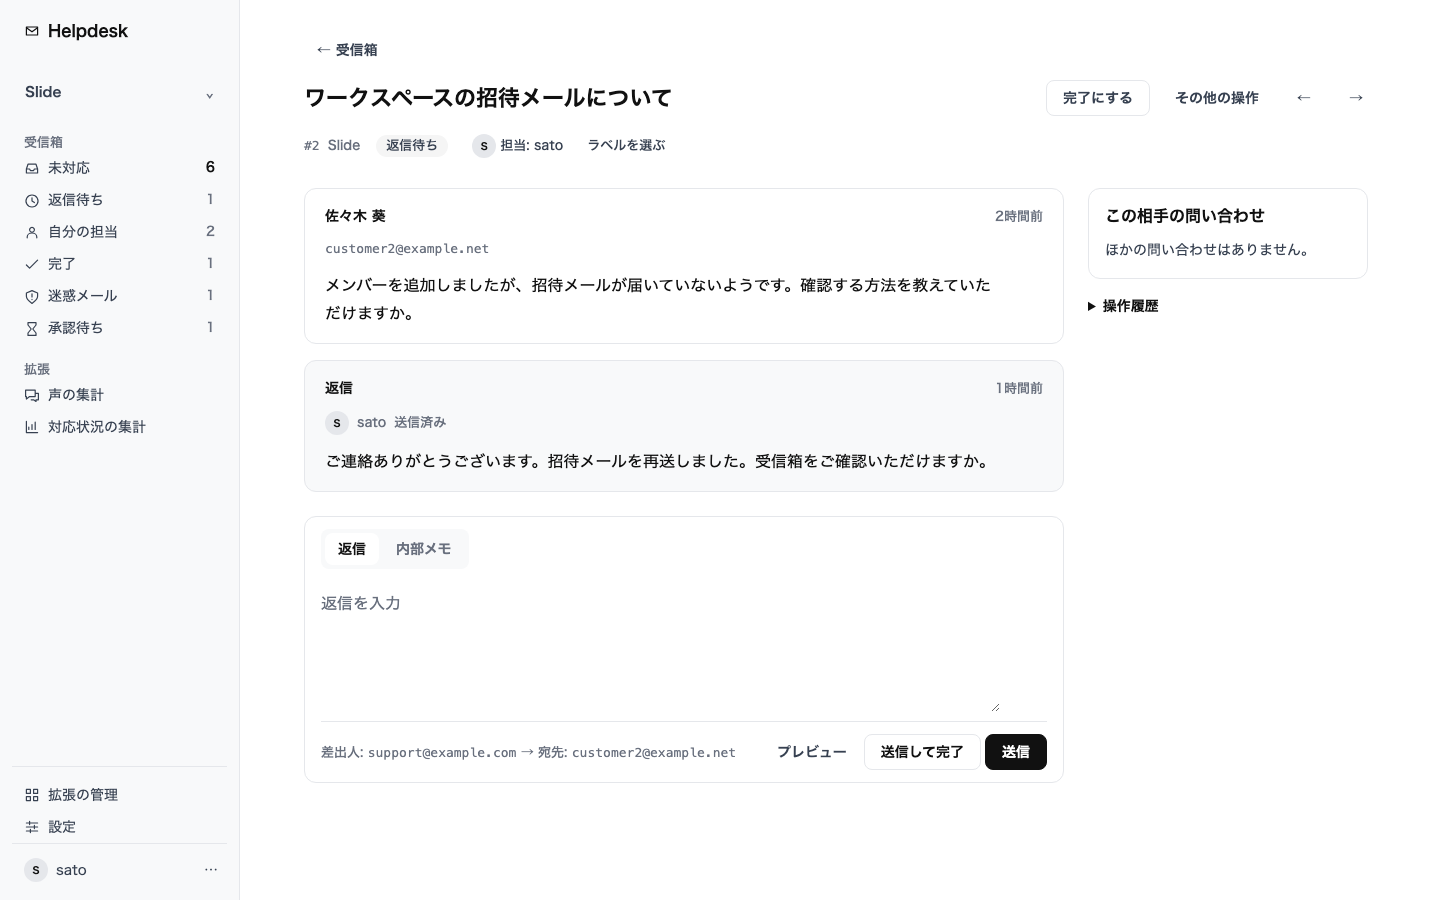 Helpdesk
Slide
受信箱
未対応 6
返信待ち 1
自分の担当 2
完了 1
迷惑メール 1
承認待ち 1
拡張
声の集計
対応状況の集計
拡張の管理
設定
S sato ...
← 受信箱
ワークスペースの招待メールについて
完了にする その他の操作 ← →
#2 Slide 返信待ち S 担当: sato ラベルを選ぶ
佐々木 葵 2時間前
customer2@example.net
メンバーを追加しましたが、招待メールが届いていないようです。確認する方法を教えていた
だけますか。
返信 1時間前
S sato 送信済み
ご連絡ありがとうございます。招待メールを再送しました。受信箱をご確認いただけますか。
返信 内部メモ
返信を入力
差出人: support@example.com → 宛先: customer2@example.net プレビュー 送信して完了 送信
この相手の問い合わせ
ほかの問い合わせはありません。
▶ 操作履歴